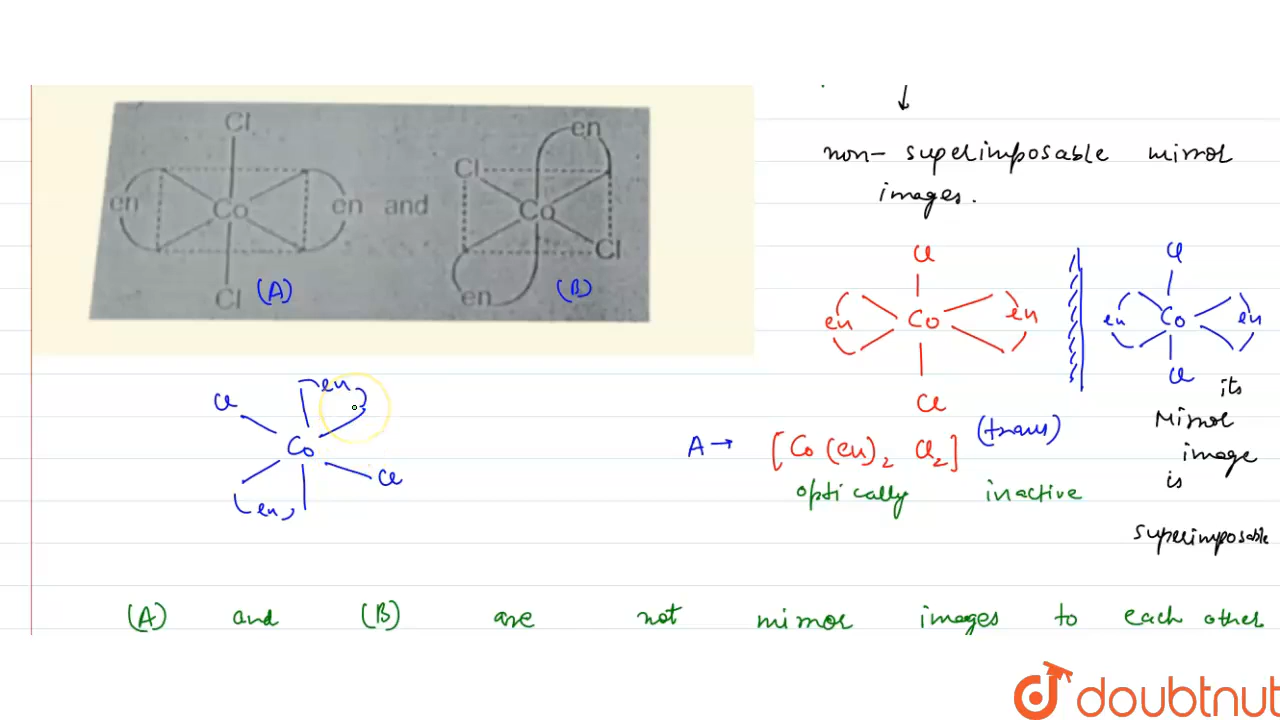 Cl
en
Co
en
and
Cl
(A)
en
Cl
Co
Cl
en
(B)
non- superimposable mirror
images.
Cl
en
Co
en
Cl
Cl
en
Co
en
Cl
its
Mirror
image
is
superimposable
A → [Co (en)2 Cl2] (trans)
optically inactive
Cl
en
Co
Cl
en
(A) and (B) are not mirror images to each other
doubtnut